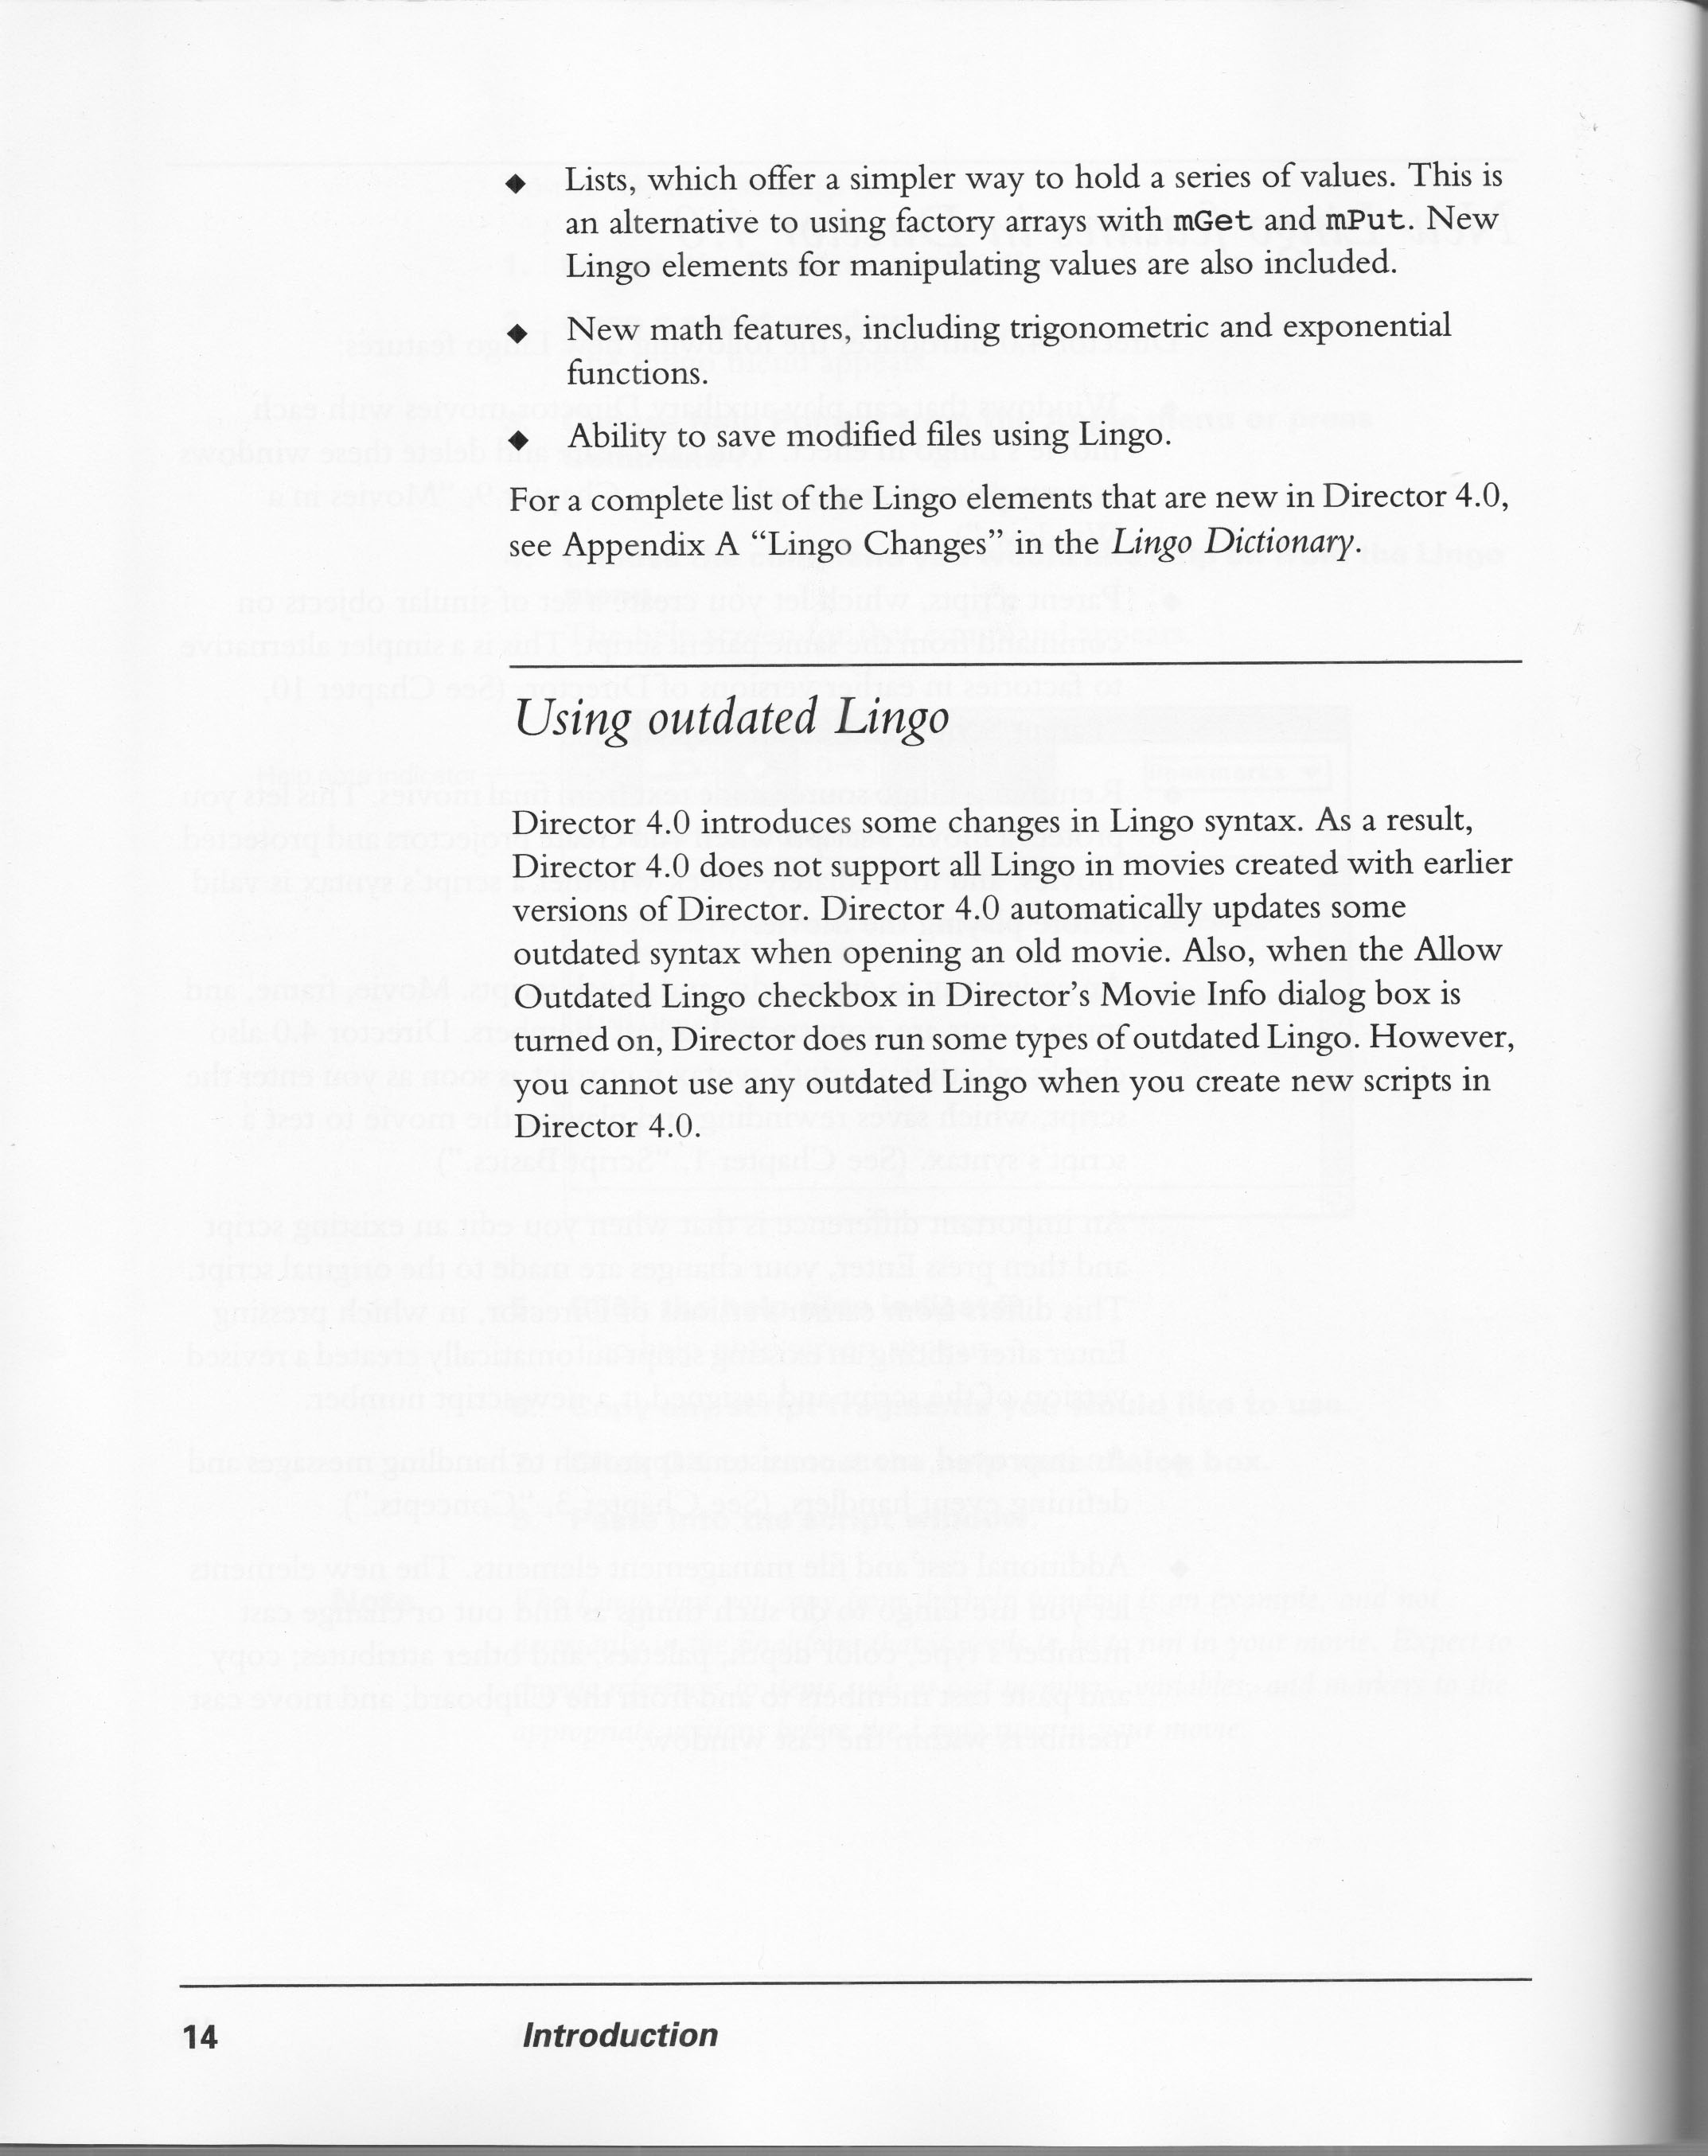 ◆ Lists, which offer a simpler way to hold a series of values. This is
an alternative to using factory arrays with mGet and mPut. New
Lingo elements for manipulating values are also included.
◆ New math features, including trigonometric and exponential
functions.
◆ Ability to save modified files using Lingo.
For a complete list of the Lingo elements that are new in Director 4.0,
see Appendix A “Lingo Changes” in the Lingo Dictionary.
Using outdated Lingo
Director 4.0 introduces some changes in Lingo syntax. As a result,
Director 4.0 does not support all Lingo in movies created with earlier
versions of Director. Director 4.0 automatically updates some
outdated syntax when opening an old movie. Also, when the Allow
Outdated Lingo checkbox in Director’s Movie Info dialog box is
turned on, Director does run some types of outdated Lingo. However,
you cannot use any outdated Lingo when you create new scripts in
Director 4.0.
14 Introduction